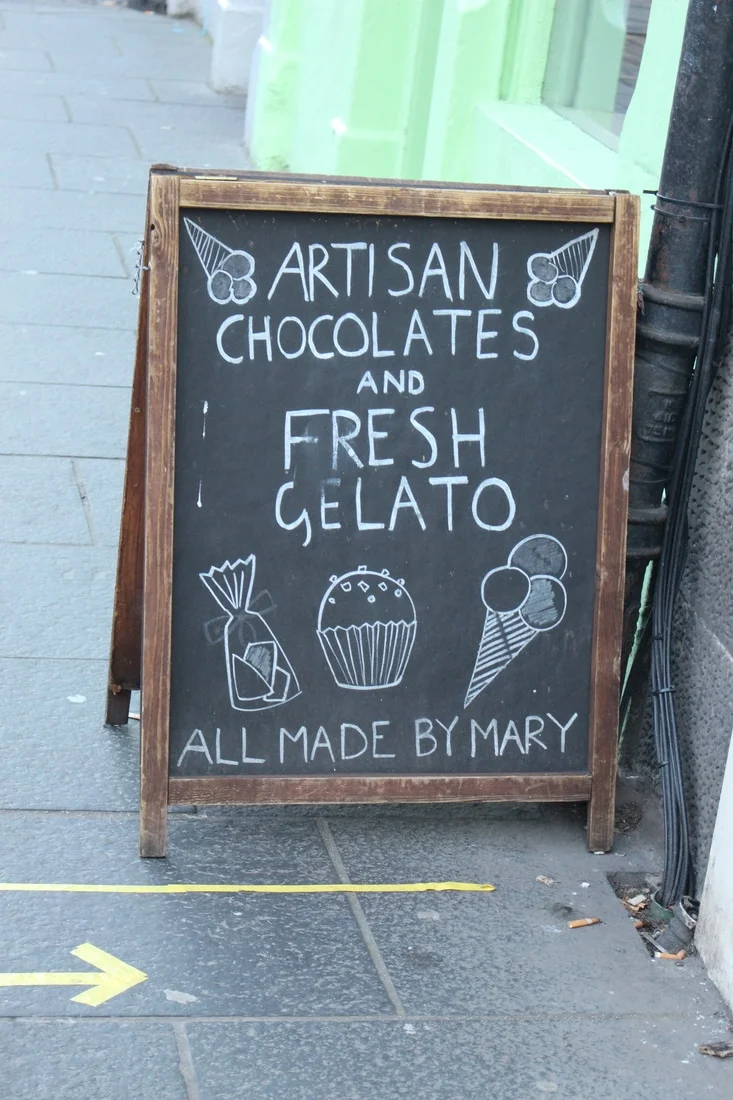 ARTISAN
CHOCOLATES
AND
FRESH
GELATO
ALL MADE BY MARY